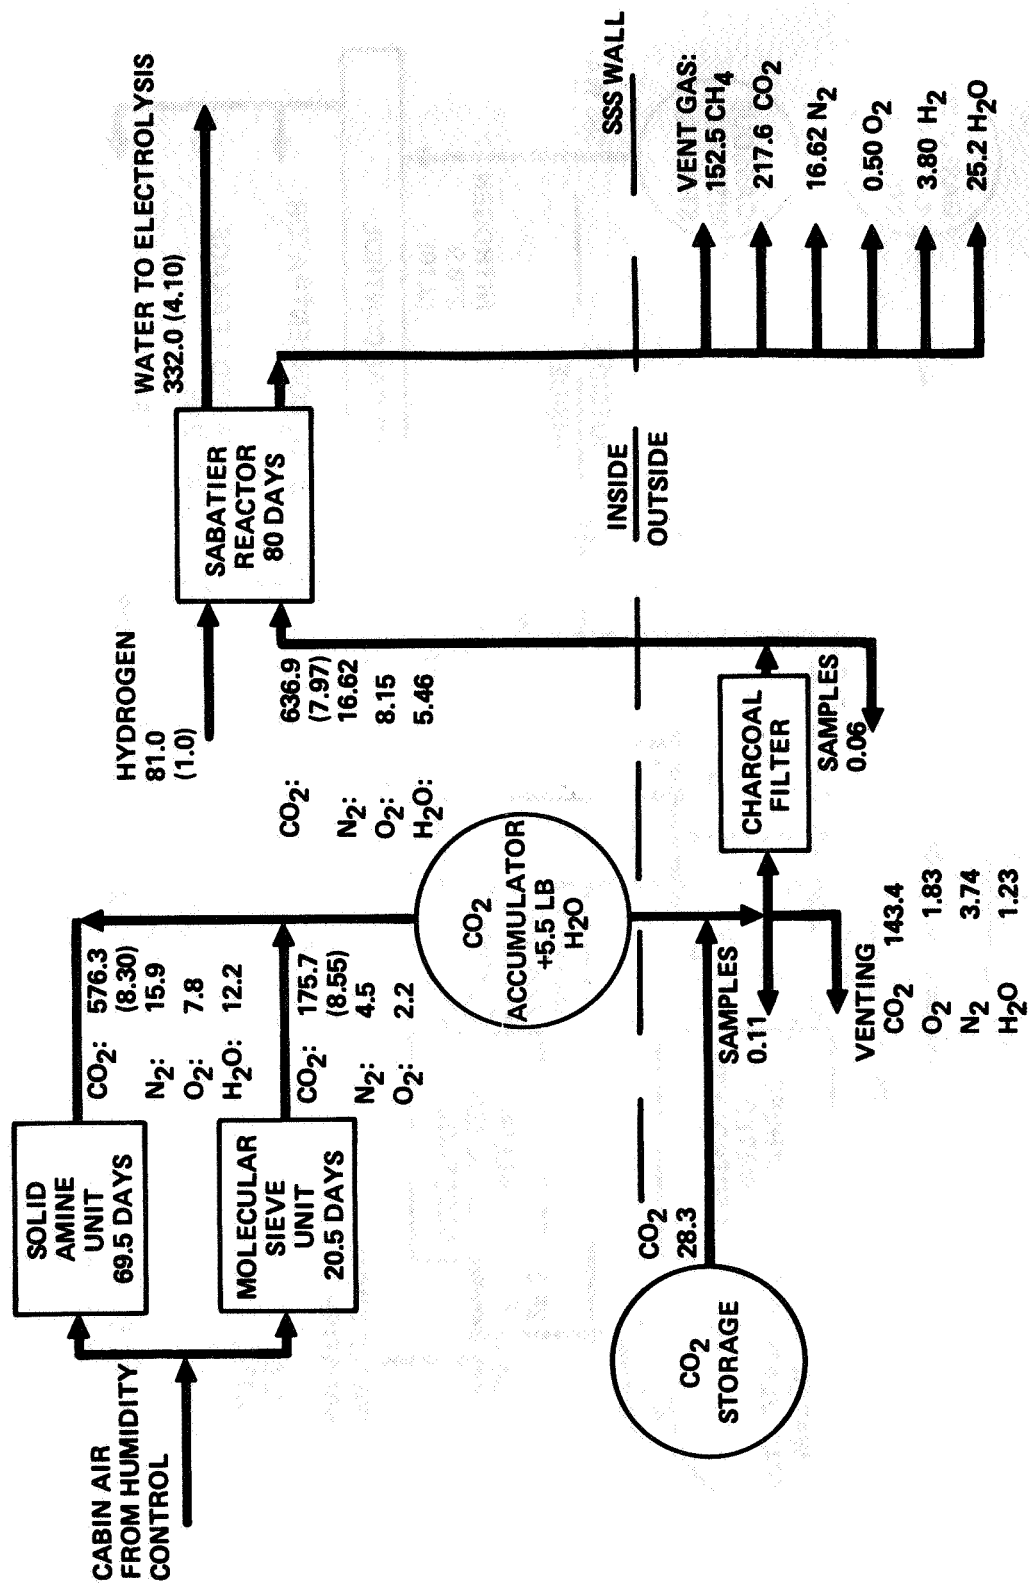 CABIN AIR
FROM HUMIDITY
CONTROL
SOLID
AMINE
UNIT
69.5 DAYS
MOLECULAR
SIEVE
UNIT
20.5 DAYS
CO2: 576.3
(8.30)
N2: 15.9
O2: 7.8
H2O: 12.2
CO2: 175.7
(8.55)
N2: 4.5
O2: 2.2
CO2
ACCUMULATOR
+5.5 LB
H2O
HYDROGEN
81.0
(1.0)
CO2: 636.9
(7.97)
N2: 16.62
O2: 8.15
H2O: 5.46
SABATIER
REACTOR
80 DAYS
WATER TO ELECTROLYSIS
332.0 (4.10)
INSIDE
OUTSIDE
SSS WALL
CO2
STORAGE
CO2
28.3
SAMPLES
0.11
VENTING
CO2 143.4
O2 1.83
N2 3.74
H2O 1.23
CHARCOAL
FILTER
SAMPLES
0.06
VENT GAS:
152.5 CH4
217.6 CO2
16.62 N2
0.50 O2
3.80 H2
25.2 H2O